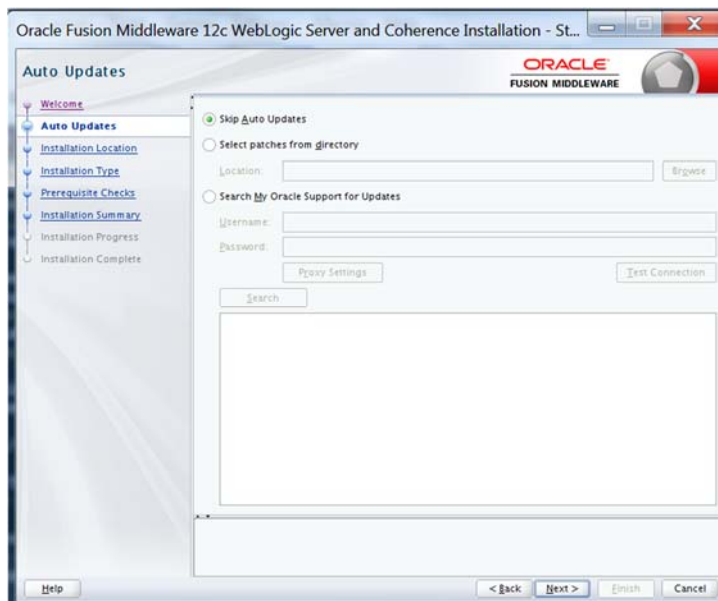 Oracle Fusion Middleware 12c WebLogic Server and Coherence Installation - St...
Auto Updates
ORACLE
FUSION MIDDLEWARE
Welcome
Auto Updates
Installation Location
Installation Type
Prerequisite Checks
Installation Summary
Installation Progress
Installation Complete
Skip Auto Updates
Select patches from directory
Location:
Browse
Search My Oracle Support for Updates
Username:
Password:
Proxy Settings
Test Connection
Search
Help
< Back
Next >
Finish
Cancel